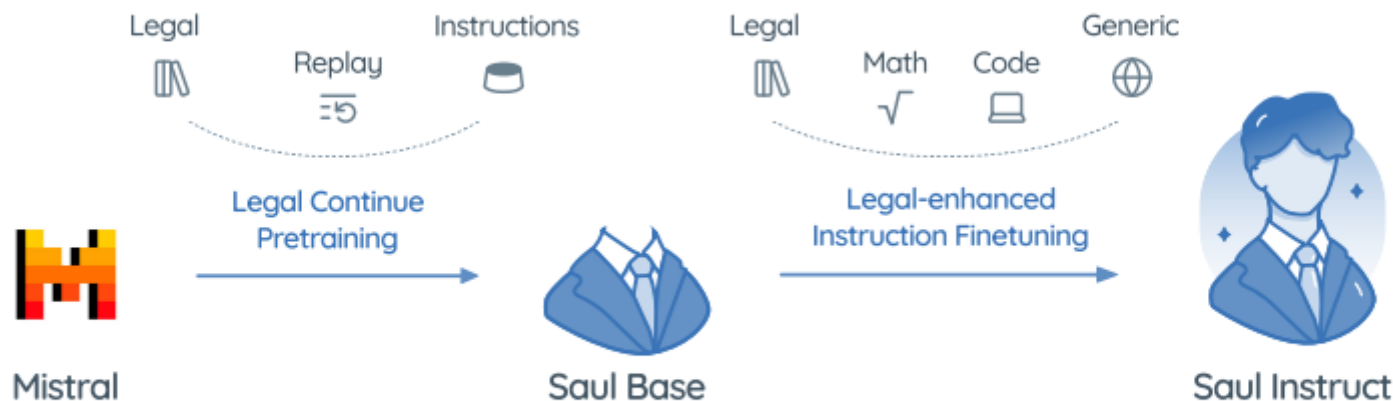 Legal
Replay
Instructions
Legal
Math
Code
Generic
Legal Continue
Pretraining
Legal-enhanced
Instruction Finetuning
Mistral
Saul Base
Saul Instruct